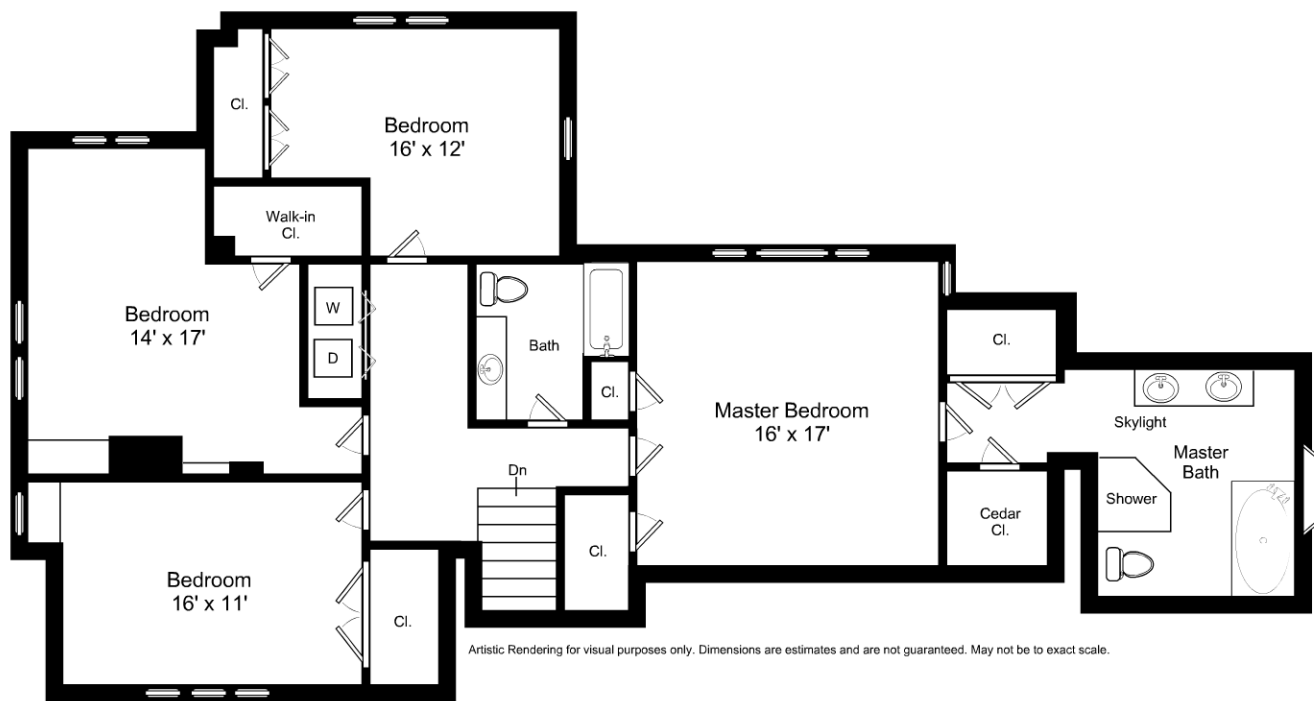 Cl.
Bedroom
16' x 12'
Walk-in
Cl.
Bedroom
14' x 17'
W
D
Bath
Cl.
Master Bedroom
16' x 17'
Cl.
Skylight
Master
Bath
Shower
Cedar
Cl.
Dn
Cl.
Bedroom
16' x 11'
Cl.
Artistic Rendering for visual purposes only. Dimensions are estimates and are not guaranteed. May not be to exact scale.